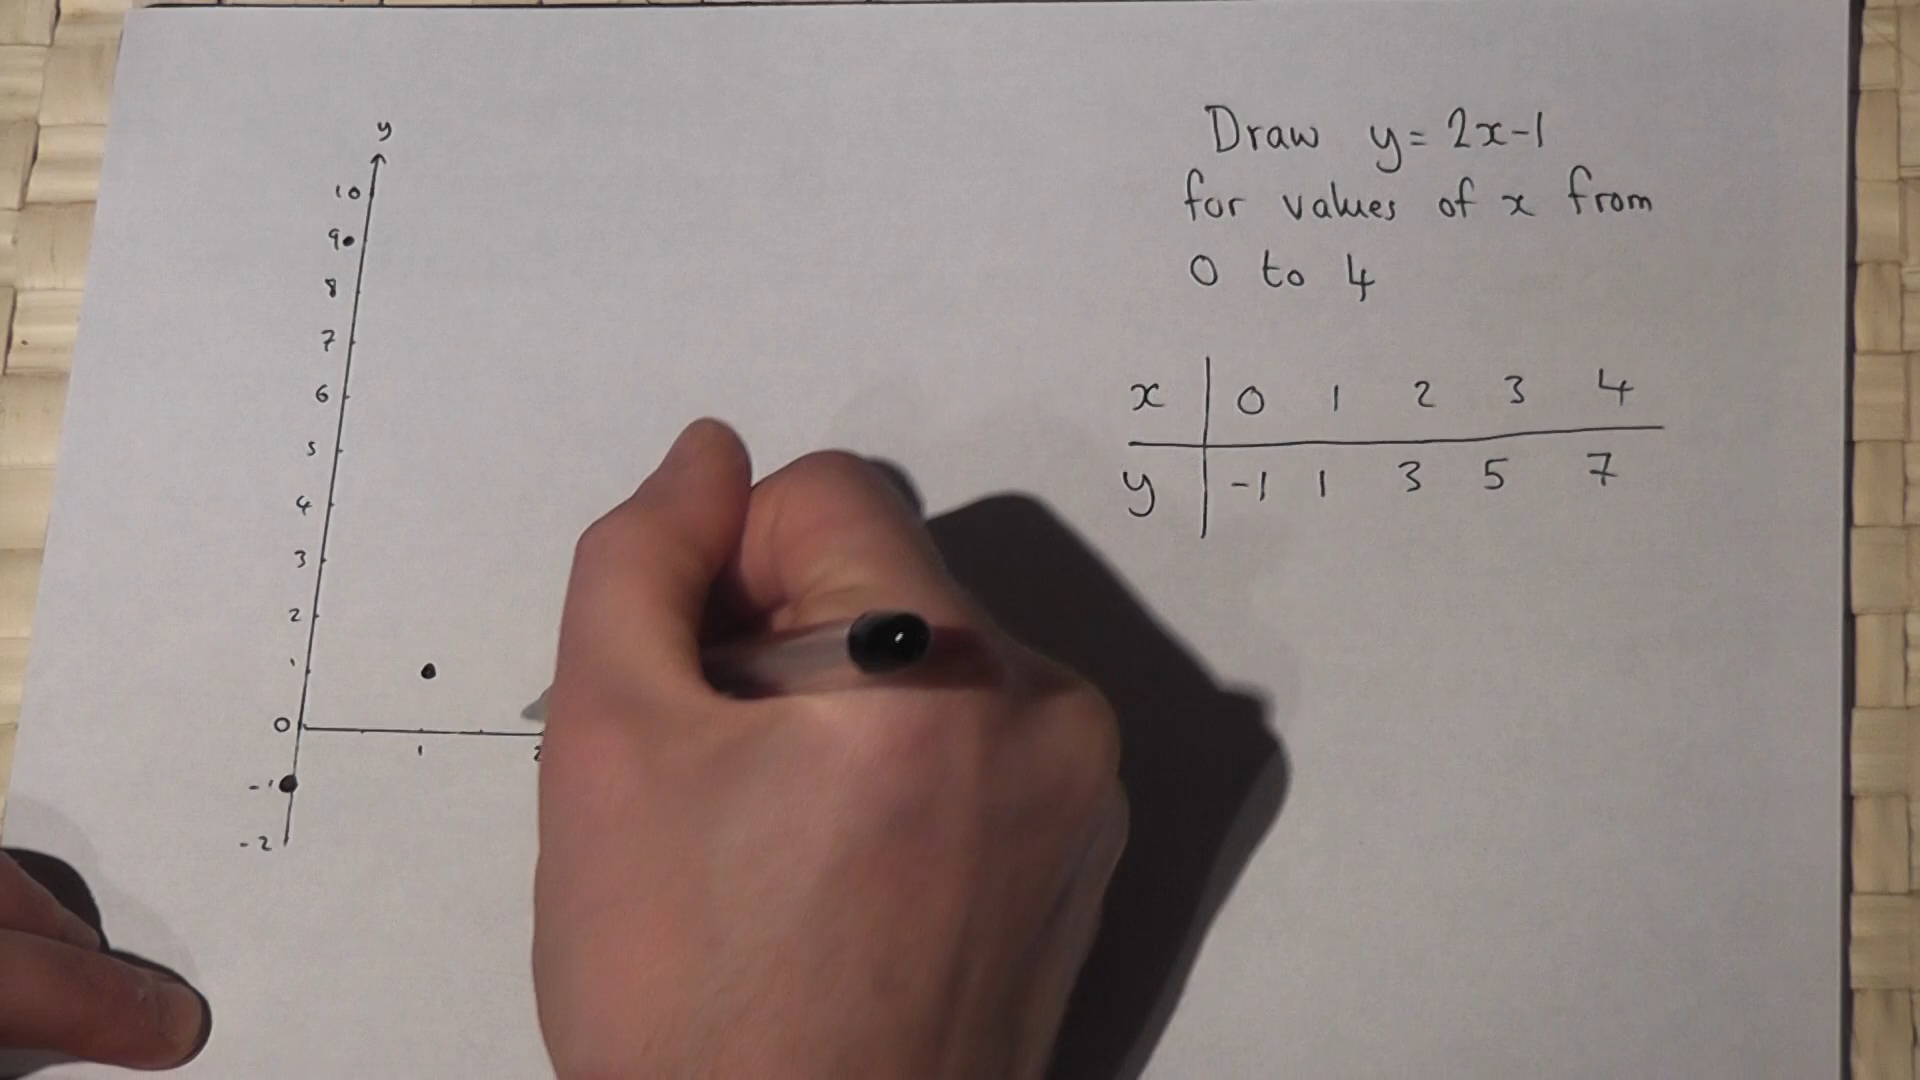 y
10
9
8
7
6
5
4
3
2
1
0
-1
-2
1
2
Draw y = 2x-1
for values of x from
0 to 4
x 0 1 2 3 4
y -1 1 3 5 7